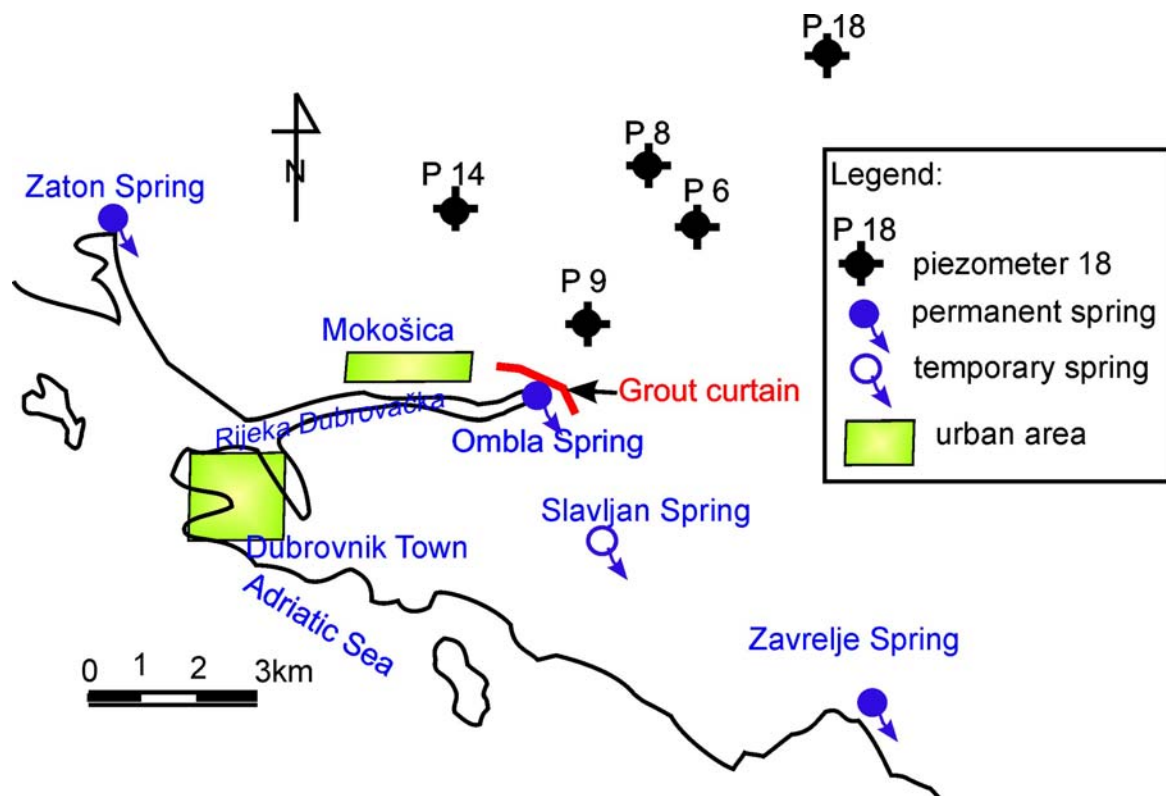 P 18
P 8
P 14
P 6
N
Zaton Spring
P 9
Mokošica
Grout curtain
Rijeka Dubrovačka
Ombla Spring
Slavljan Spring
Dubrovnik Town
Adriatic Sea
Zavrelje Spring
0 1 2 3km
Legend:
P 18
piezometer 18
permanent spring
temporary spring
urban area